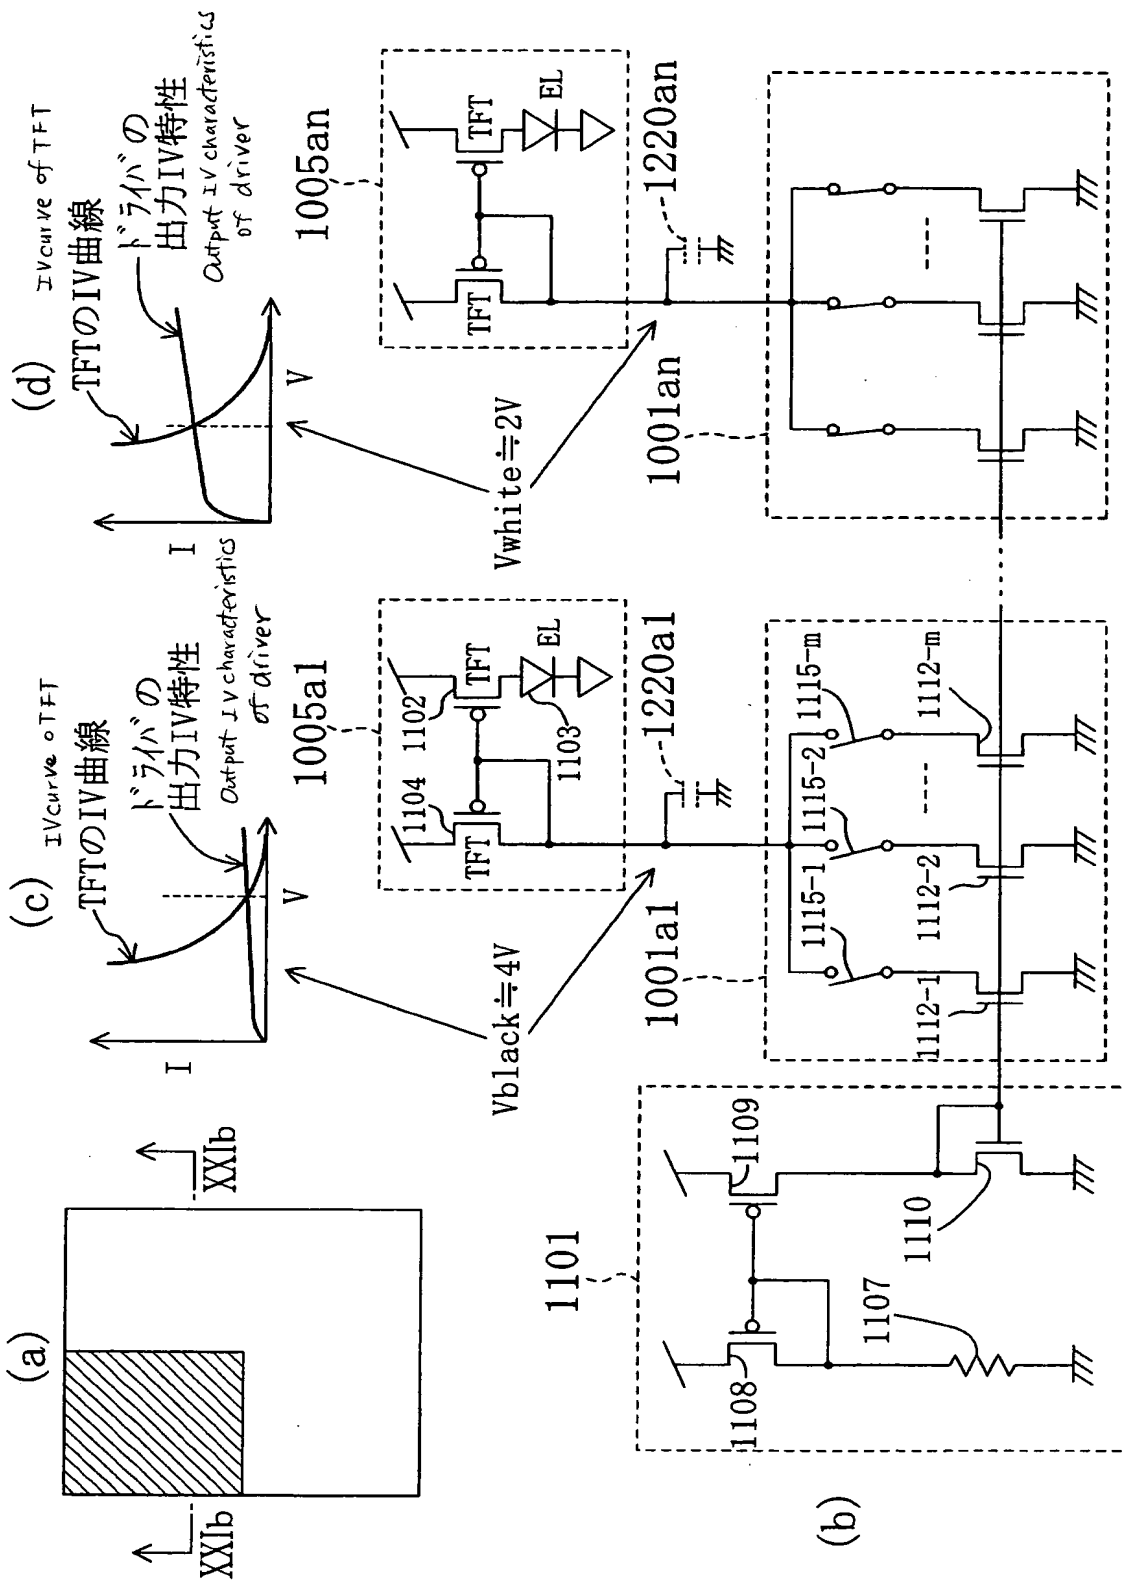 (a)
XXIb
XXIb
(c)
IVcurve oTFT
TFTのIV曲線
ドライバの
出力IV特性
Output IV characteristics
of driver
I
V
(d)
IVcurve of TFT
TFTのIV曲線
ドライバの
出力IV特性
Output IV characteristics
of driver
I
V
Vblack≒4V
Vwhite≒2V
(b)
1101
1108
1109
1107
1110
1005a1
1104
TFT
1102
TFT
EL
1103
1220a1
1001a1
1115-1
1115-2
1115-m
1112-1
1112-2
1112-m
1005an
TFT
TFT
EL
1220an
1001an